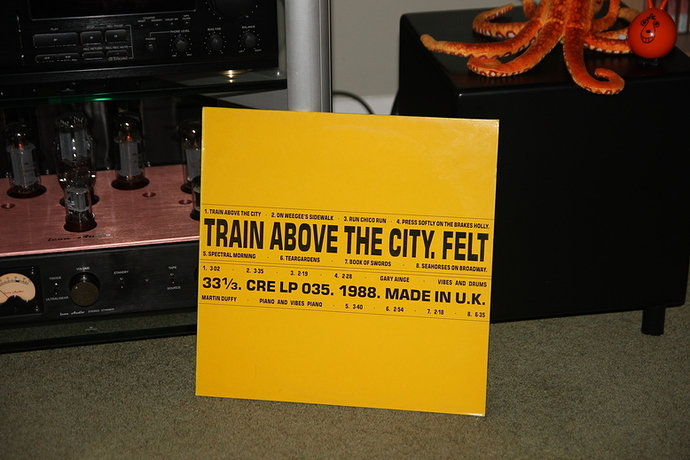 1. TRAIN ABOVE THE CITY · 2. ON WEEGEE'S SIDEWALK · 3. RUN CHICO RUN · 4. PRESS SOFTLY ON THE BRAKES HOLLY.
TRAIN ABOVE THE CITY. FELT
5. SPECTRAL MORNING · 6. TEARGARDENS · 7. BOOK OF SWORDS · 8. SEAHORSES ON BROADWAY.
1. 3·02 2. 3·35 3. 2·19 4. 2·28 GARY AINGE · VIBES AND DRUMS
33⅓. CRE LP 035. 1988. MADE IN U.K.
MARTIN DUFFY · PIANO AND VIBES PIANO · 5. 3·40 · 6. 2·54 · 7. 2·18 · 8. 6·35
VOLUME
STANDBY
SOURCE
BALANCE